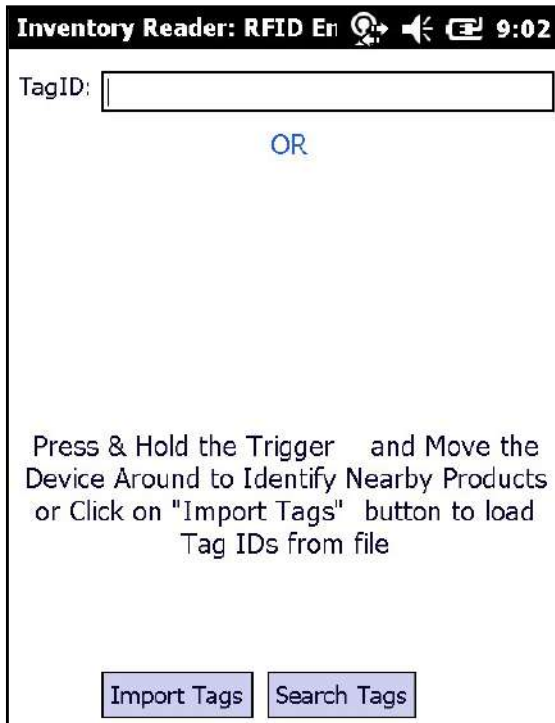 Inventory Reader: RFID En 9:02
TagID:
OR
Press & Hold the Trigger and Move the
Device Around to Identify Nearby Products
or Click on "Import Tags" button to load
Tag IDs from file
Import Tags Search Tags